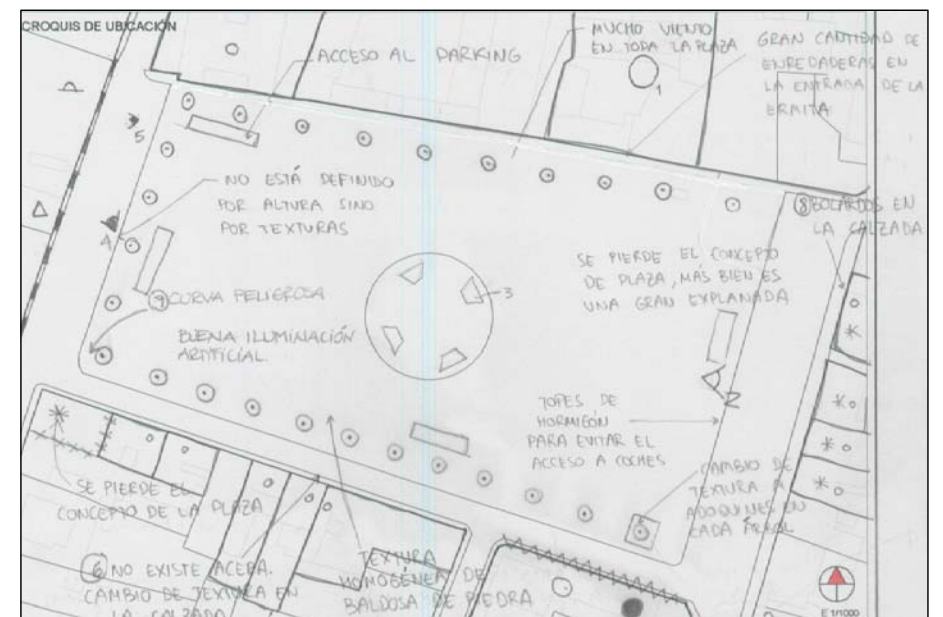 CROQUIS DE UBICACIÓN
ACCESO AL PARKING
MUCHO VIENTO
EN TODA LA PLAZA
GRAN CANTIDAD DE
ENREDADERAS EN
LA ENTRADA DE LA
ERMITA
1
5
NO ESTÁ DEFINIDO
POR ALTURA SINO
POR TEXTURAS
4
8 BOLARDOS EN
LA CALZADA
SE PIERDE EL CONCEPTO
DE PLAZA, MÁS BIEN ES
UNA GRAN EXPLANADA
3
CURVA PELIGROSA
BUENA ILUMINACIÓN
ARTIFICIAL
2
TOPES DE
HORMIGÓN
PARA EVITAR EL
ACCESO A COCHES
CAMBIO DE
TEXTURA A
ADOQUINES EN
CADA ÁRBOL
SE PIERDE EL
CONCEPTO DE LA PLAZA
6 NO EXISTE ACERA.
CAMBIO DE TEXTURA EN
LA CALZADA
TEXTURA
HOMOGÉNEA DE
BALDOSA DE PIEDRA
E 1/1000